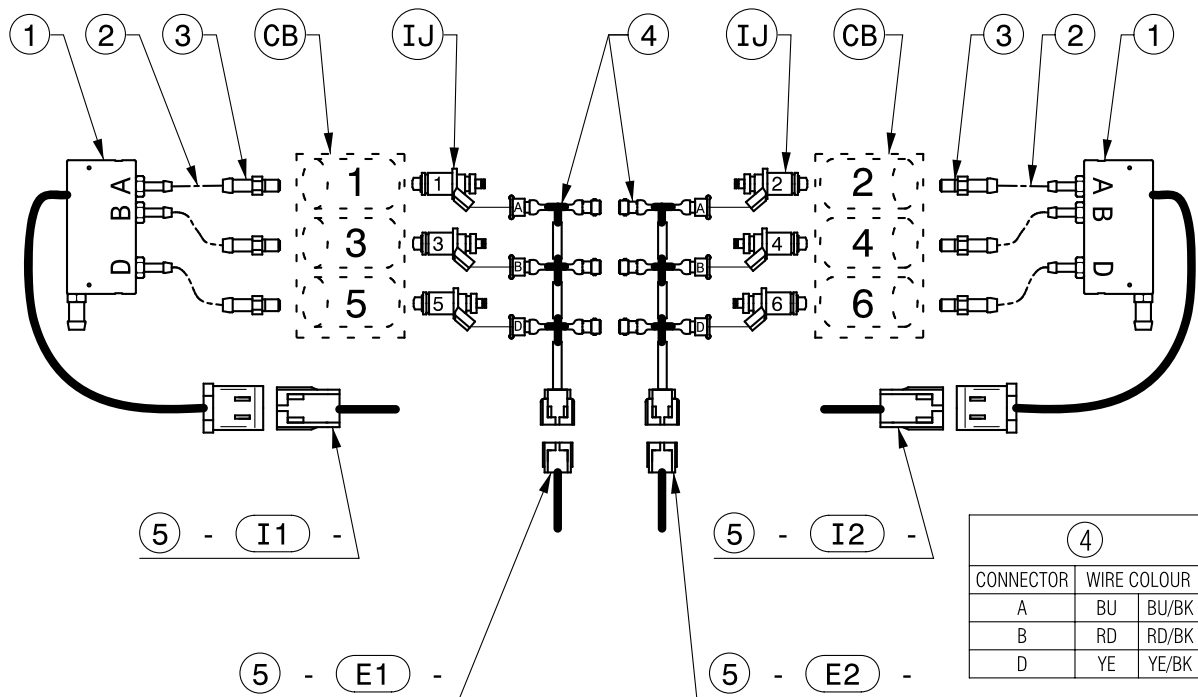 1 2 3 CB IJ 4 IJ CB 3 2 1
A 1 1 2 2 A
A A
B 3 3 4 4 B
B B
D 5 5 6 6 D
D D
5 - I1 -
5 - I2 -
5 - E1 -
5 - E2 -
4
CONNECTOR WIRE COLOUR
A BU BU/BK
B RD RD/BK
D YE YE/BK